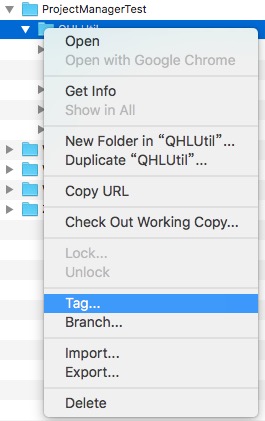 ProjectManagerTest
QHLUtil
Open
Open with Google Chrome
Get Info
Show in All
New Folder in “QHLUtil”...
Duplicate “QHLUtil”...
Copy URL
Check Out Working Copy...
Lock...
Unlock
Tag...
Branch...
Import...
Export...
Delete